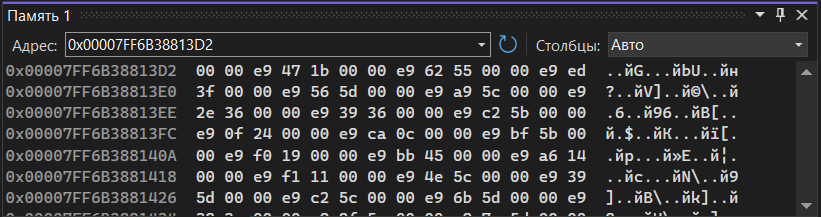 Память 1
Адрес: 0x00007FF6B38813D2 Столбцы: Авто
0x00007FF6B38813D2 00 00 e9 47 1b 00 00 e9 62 55 00 00 e9 ed ..йG...йbU..йн
0x00007FF6B38813E0 3f 00 00 e9 56 5d 00 00 e9 a9 5c 00 00 e9 ?..йV]..й©\..й
0x00007FF6B38813EE 2e 36 00 00 e9 39 36 00 00 e9 c2 5b 00 00 .6..й96..йВ[..
0x00007FF6B38813FC e9 0f 24 00 00 e9 ca 0c 00 00 e9 bf 5b 00 й.$..йК...йї[.
0x00007FF6B388140A 00 e9 f0 19 00 00 e9 bb 45 00 00 e9 a6 14 .йр...й»E..й¦.
0x00007FF6B3881418 00 00 e9 f1 11 00 00 e9 4e 5c 00 00 e9 39 ..йс...йN\..й9
0x00007FF6B3881426 5d 00 00 e9 c2 5c 00 00 e9 6b 5d 00 00 e9 ]..йВ\..йk]..й